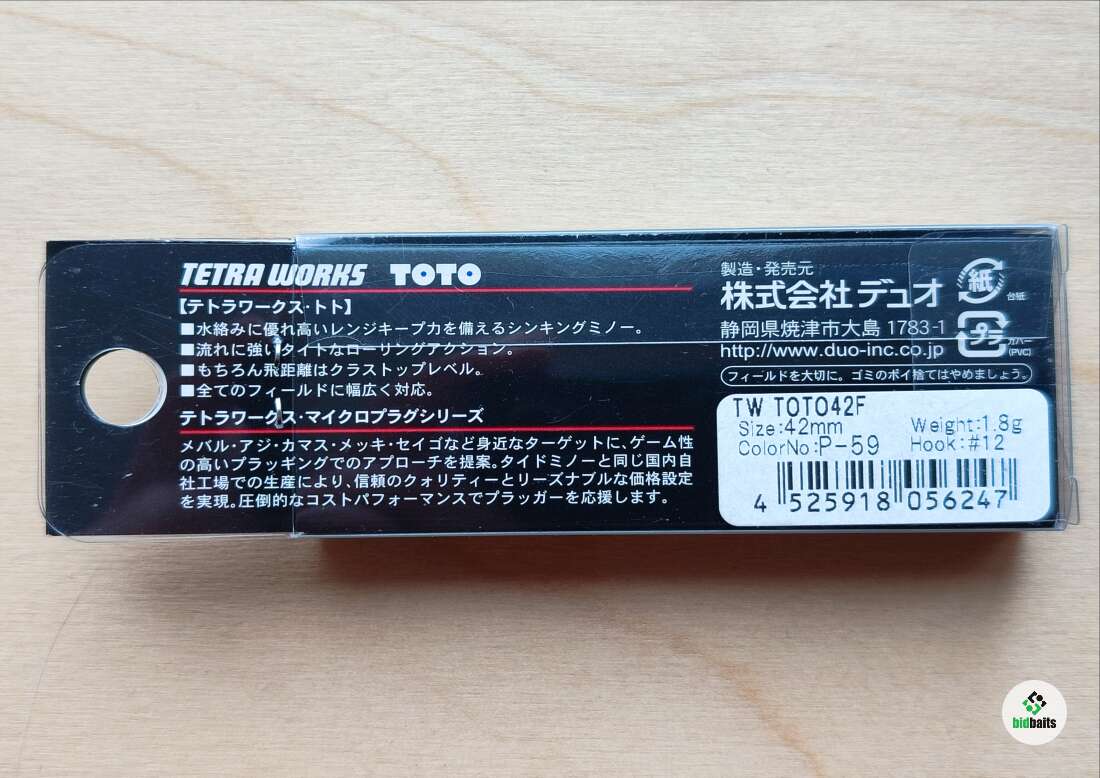 TETRA WORKS TOTO
【テトラワークス・トト】
■水絡みに優れ高いレンジキープ力を備えるシンキングミノー。
■流れに強いタイトなローリングアクション。
■もちろん飛距離はクラストップレベル。
■全てのフィールドに幅広く対応。
テトラワークス・マイクロプラグシリーズ
メバル・アジ・カマス・メッキ・セイゴなど身近なターゲットに、ゲーム性
の高いプラッギングでのアプローチを提案。タイドミノーと同じ国内自
社工場での生産により、信頼のクォリティーとリーズナブルな価格設定
を実現。圧倒的なコストパフォーマンスでプラッガーを応援します。
製造・発売元
株式会社デュオ
静岡県焼津市大島 1783-1
http://www.duo-inc.co.jp
紙
台紙
プラ
カバー
(PVC)
フィールドを大切に。ゴミのポイ捨てはやめましょう。
TW TOTO42F
Size:42mm Weight:1.8g
ColorNo:P-59 Hook:#12
4 525918 056247
bidbaits